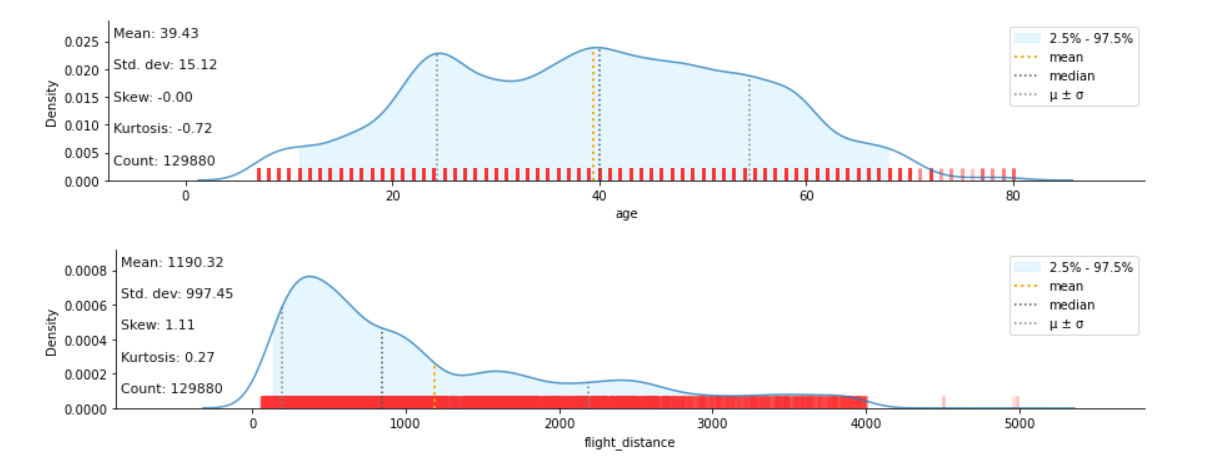 Mean: 39.43
Std. dev: 15.12
Skew: -0.00
Kurtosis: -0.72
Count: 129880
2.5% - 97.5%
mean
median
μ ± σ
Density
0.025
0.020
0.015
0.010
0.005
0.000
0 20 40 60 80
age
Mean: 1190.32
Std. dev: 997.45
Skew: 1.11
Kurtosis: 0.27
Count: 129880
2.5% - 97.5%
mean
median
μ ± σ
Density
0.0008
0.0006
0.0004
0.0002
0.0000
0 1000 2000 3000 4000 5000
flight_distance